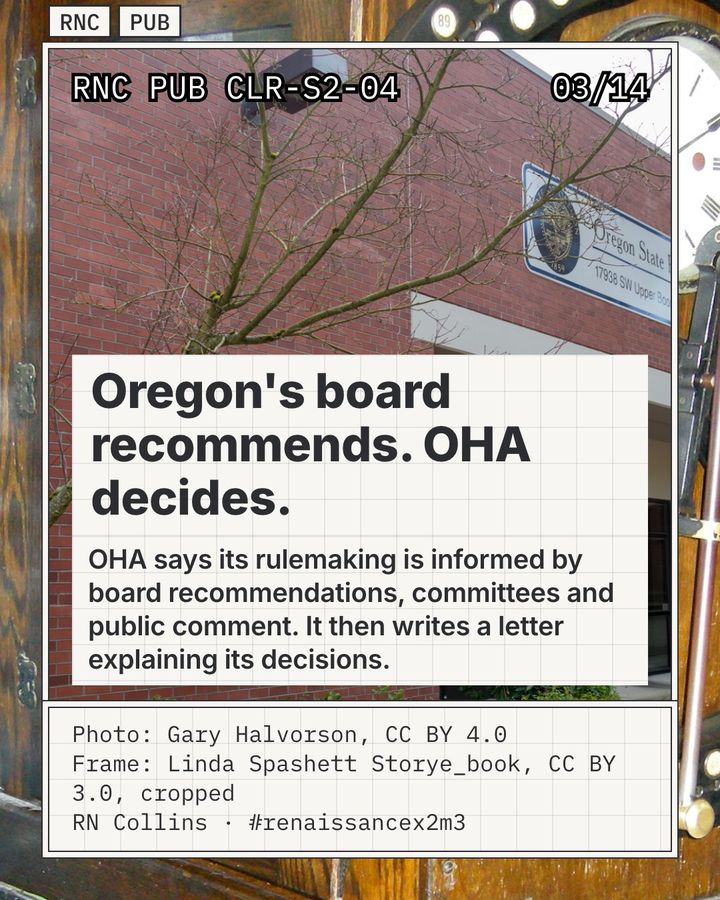 RNC PUB
89
RNC PUB CLR-S2-04 03/14
Oregon State
17938 SW Upper
1859
Oregon's board
recommends. OHA
decides.
OHA says its rulemaking is informed by
board recommendations, committees and
public comment. It then writes a letter
explaining its decisions.
Photo: Gary Halvorson, CC BY 4.0
Frame: Linda Spashett Storye_book, CC BY
3.0, cropped
RN Collins · #renaissancex2m3